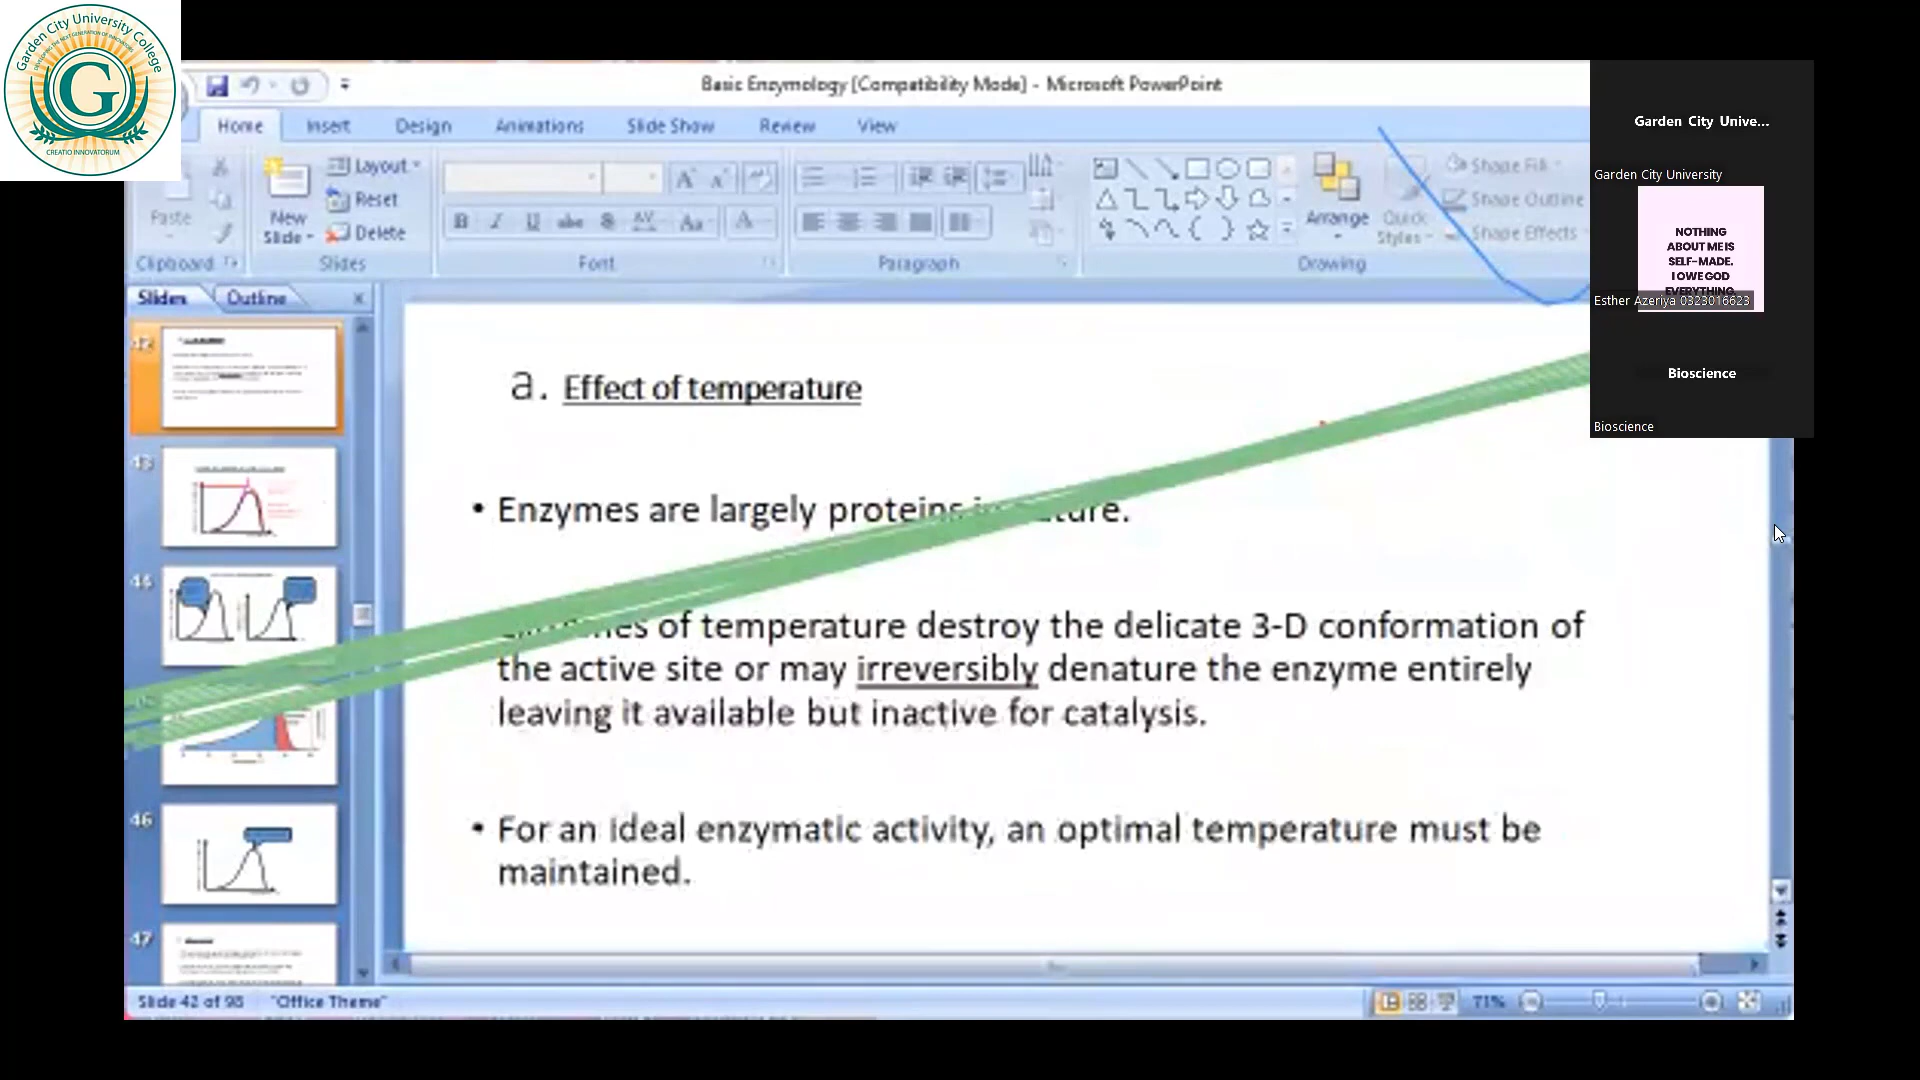 Garden City University College
CREATIO INNOVATORUM
Basic Enzymology [Compatibility Mode] - Microsoft PowerPoint
Home Insert Design Animations Slide Show Review View
Paste
New
Slide
Layout
Reset
Delete
Arrange
Quick
Styles
Shape Fill
Shape Outline
Shape Effects
Clipboard Slides Font Paragraph Drawing
Slides Outline
42
43
44
46
47
a. Effect of temperature
• Enzymes are largely proteins
of temperature destroy the delicate 3-D conformation of
the active site or may irreversibly denature the enzyme entirely
leaving it available but inactive for catalysis.
• For an ideal enzymatic activity, an optimal temperature must be
maintained.
Slide 42 of 98 "Office Theme" 71%
Garden City Unive...
Garden City University
NOTHING
ABOUT ME IS
SELF-MADE.
I OWE GOD
EVERYTHING.
Esther Azeriya 0323016623
Bioscience
Bioscience